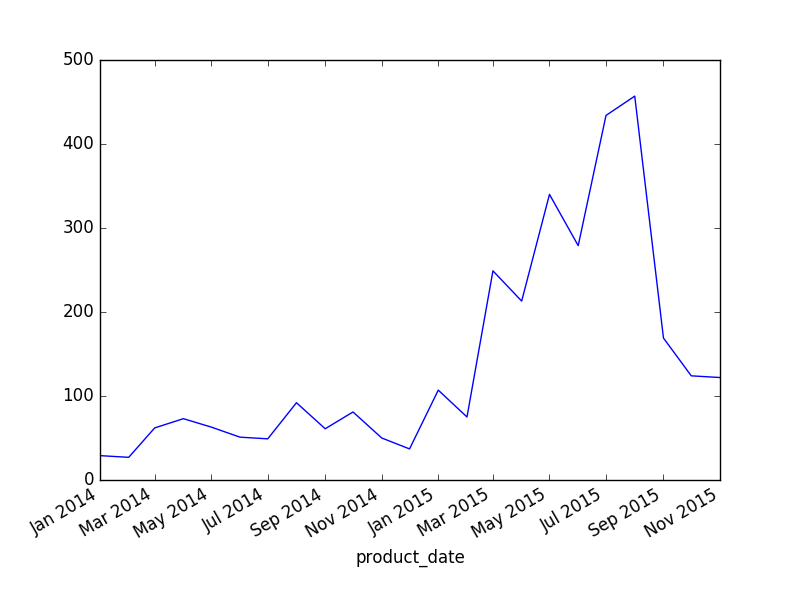 500
400
300
200
100
0
Jan 2014
Mar 2014
May 2014
Jul 2014
Sep 2014
Nov 2014
Jan 2015
Mar 2015
May 2015
Jul 2015
Sep 2015
Nov 2015
product_date